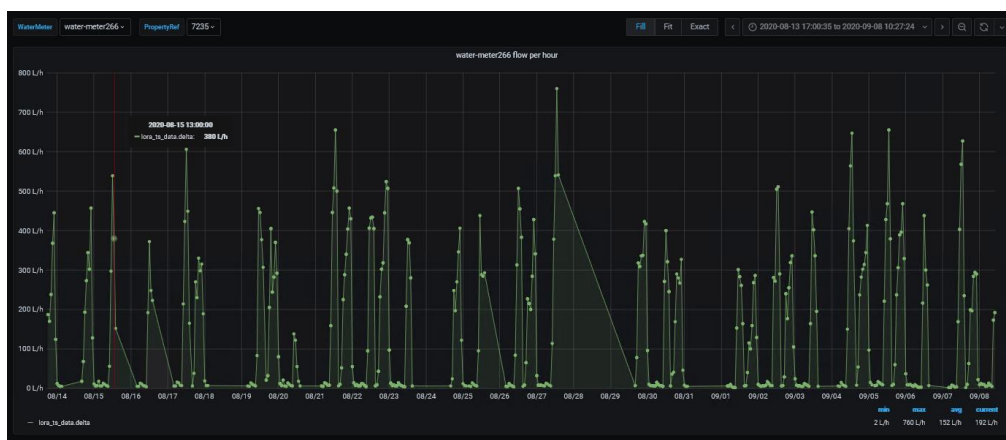 WaterMeter water-meter266 PropertyRef 7235 Fill Fit Exact 2020-08-13 17:00:35 to 2020-09-08 10:27:24
water-meter266 flow per hour
800 L/h
700 L/h
600 L/h
500 L/h
400 L/h
300 L/h
200 L/h
100 L/h
0 L/h
2020-08-15 13:00:00
lora_ts_data.delta: 380 L/h
08/14 08/15 08/16 08/17 08/18 08/19 08/20 08/21 08/22 08/23 08/24 08/25 08/26 08/27 08/28 08/29 08/30 08/31 09/01 09/02 09/03 09/04 09/05 09/06 09/07 09/08
min max avg current
lora_ts_data.delta 2 L/h 760 L/h 152 L/h 192 L/h